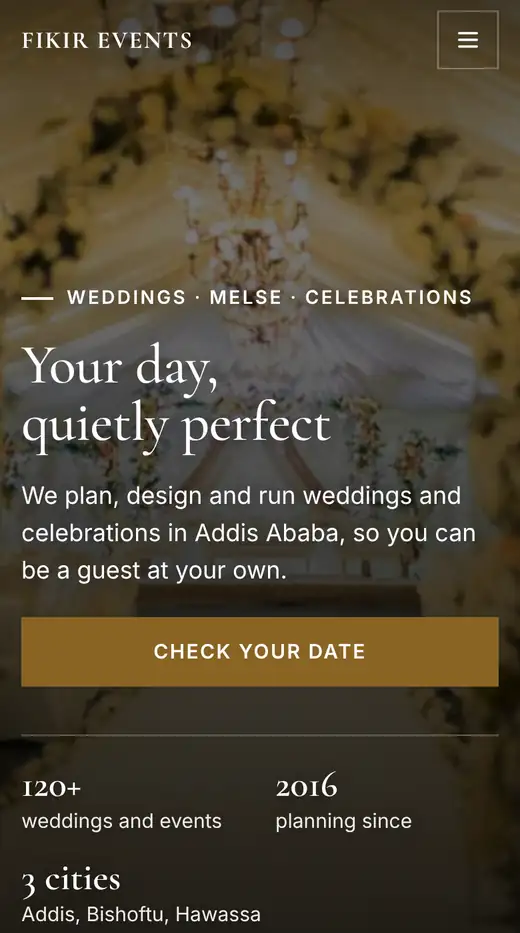 FIKIR EVENTS
WEDDINGS · MELSE · CELEBRATIONS
Your day,
quietly perfect
We plan, design and run weddings and
celebrations in Addis Ababa, so you can
be a guest at your own.
CHECK YOUR DATE
120+
weddings and events
2016
planning since
3 cities
Addis, Bishoftu, Hawassa